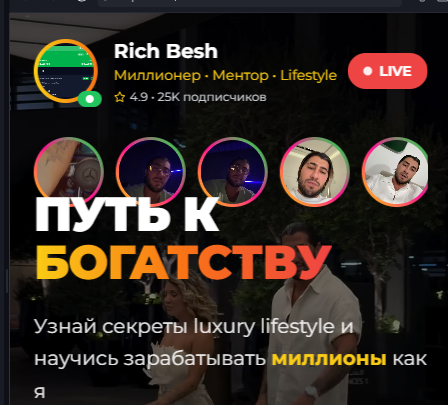 Rich Besh
Миллионер • Ментор • Lifestyle
LIVE
4.9 • 25K подписчиков
ПУТЬ К
БОГАТСТВУ
Узнай секреты luxury lifestyle и
научись зарабатывать миллионы как
я